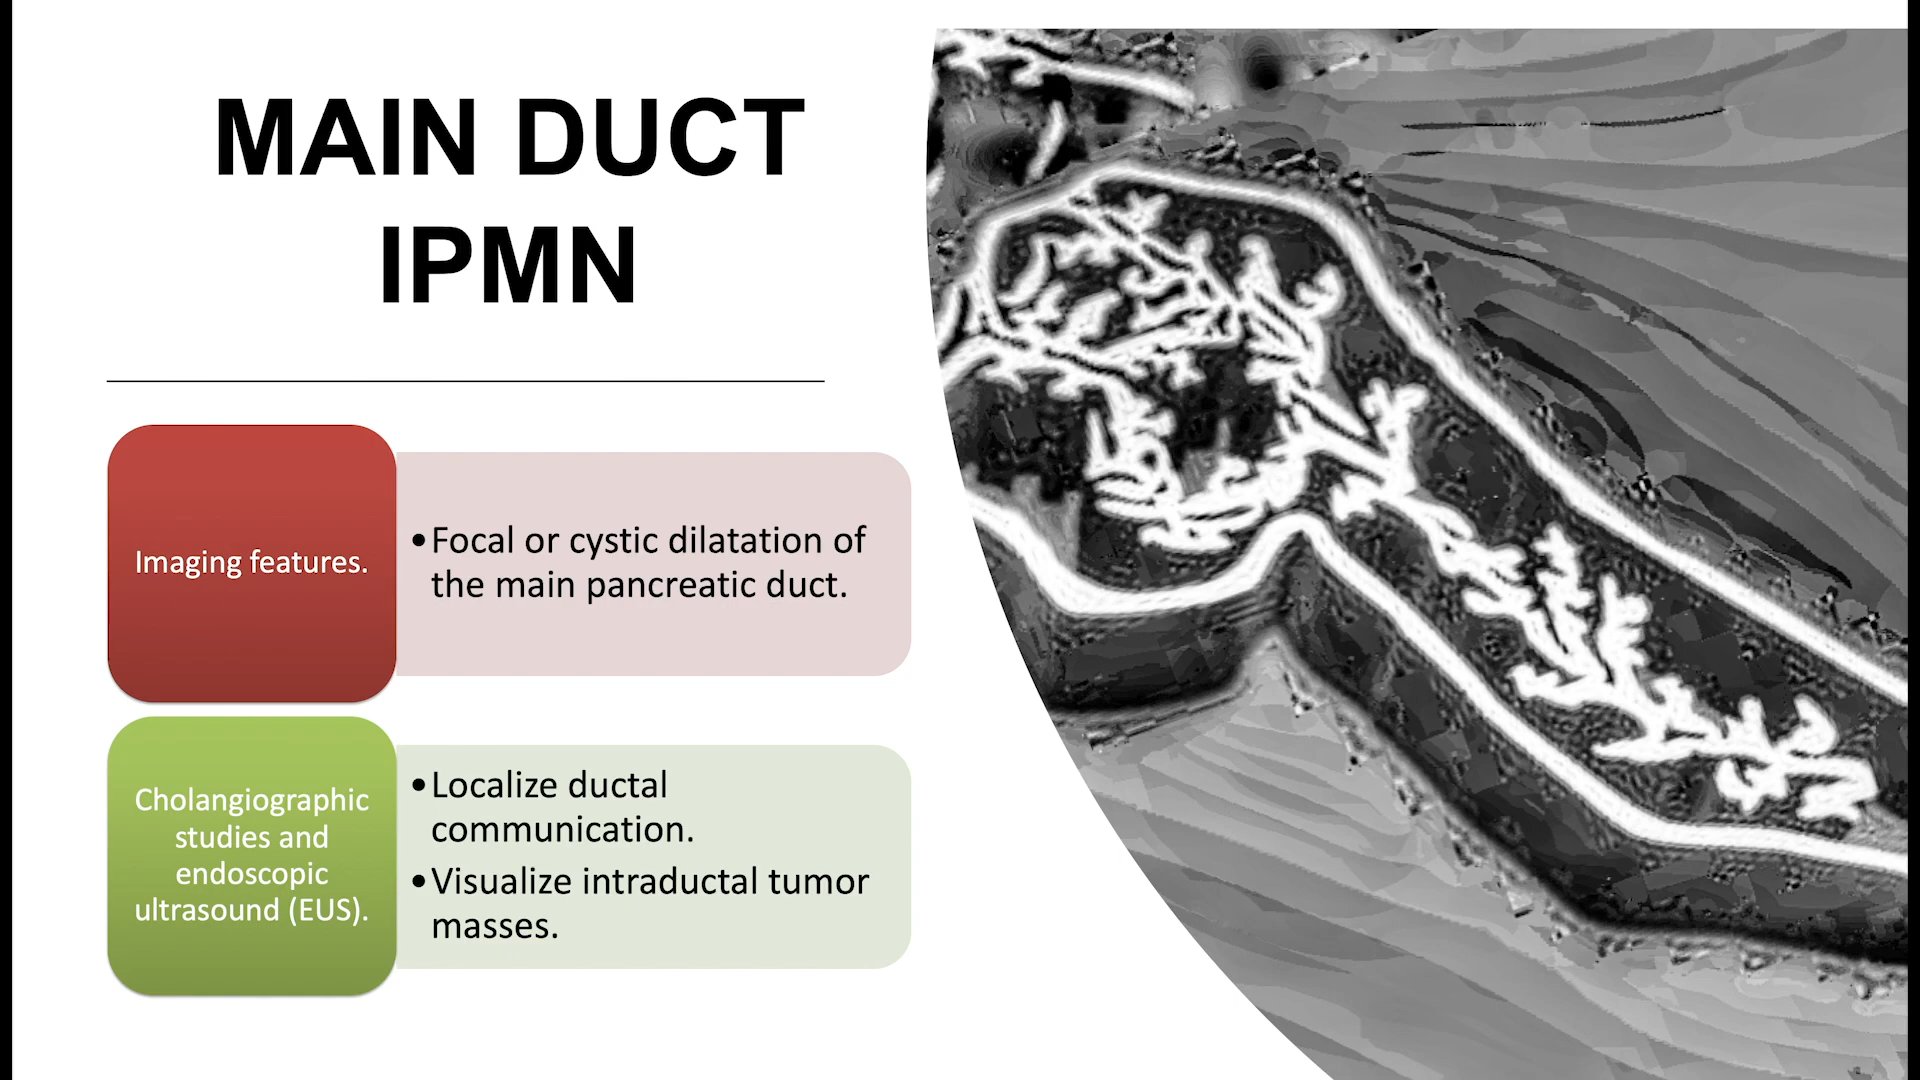 MAIN DUCT
IPMN
Imaging features.
•Focal or cystic dilatation of
the main pancreatic duct.
Cholangiographic
studies and
endoscopic
ultrasound (EUS).
•Localize ductal
communication.
•Visualize intraductal tumor
masses.